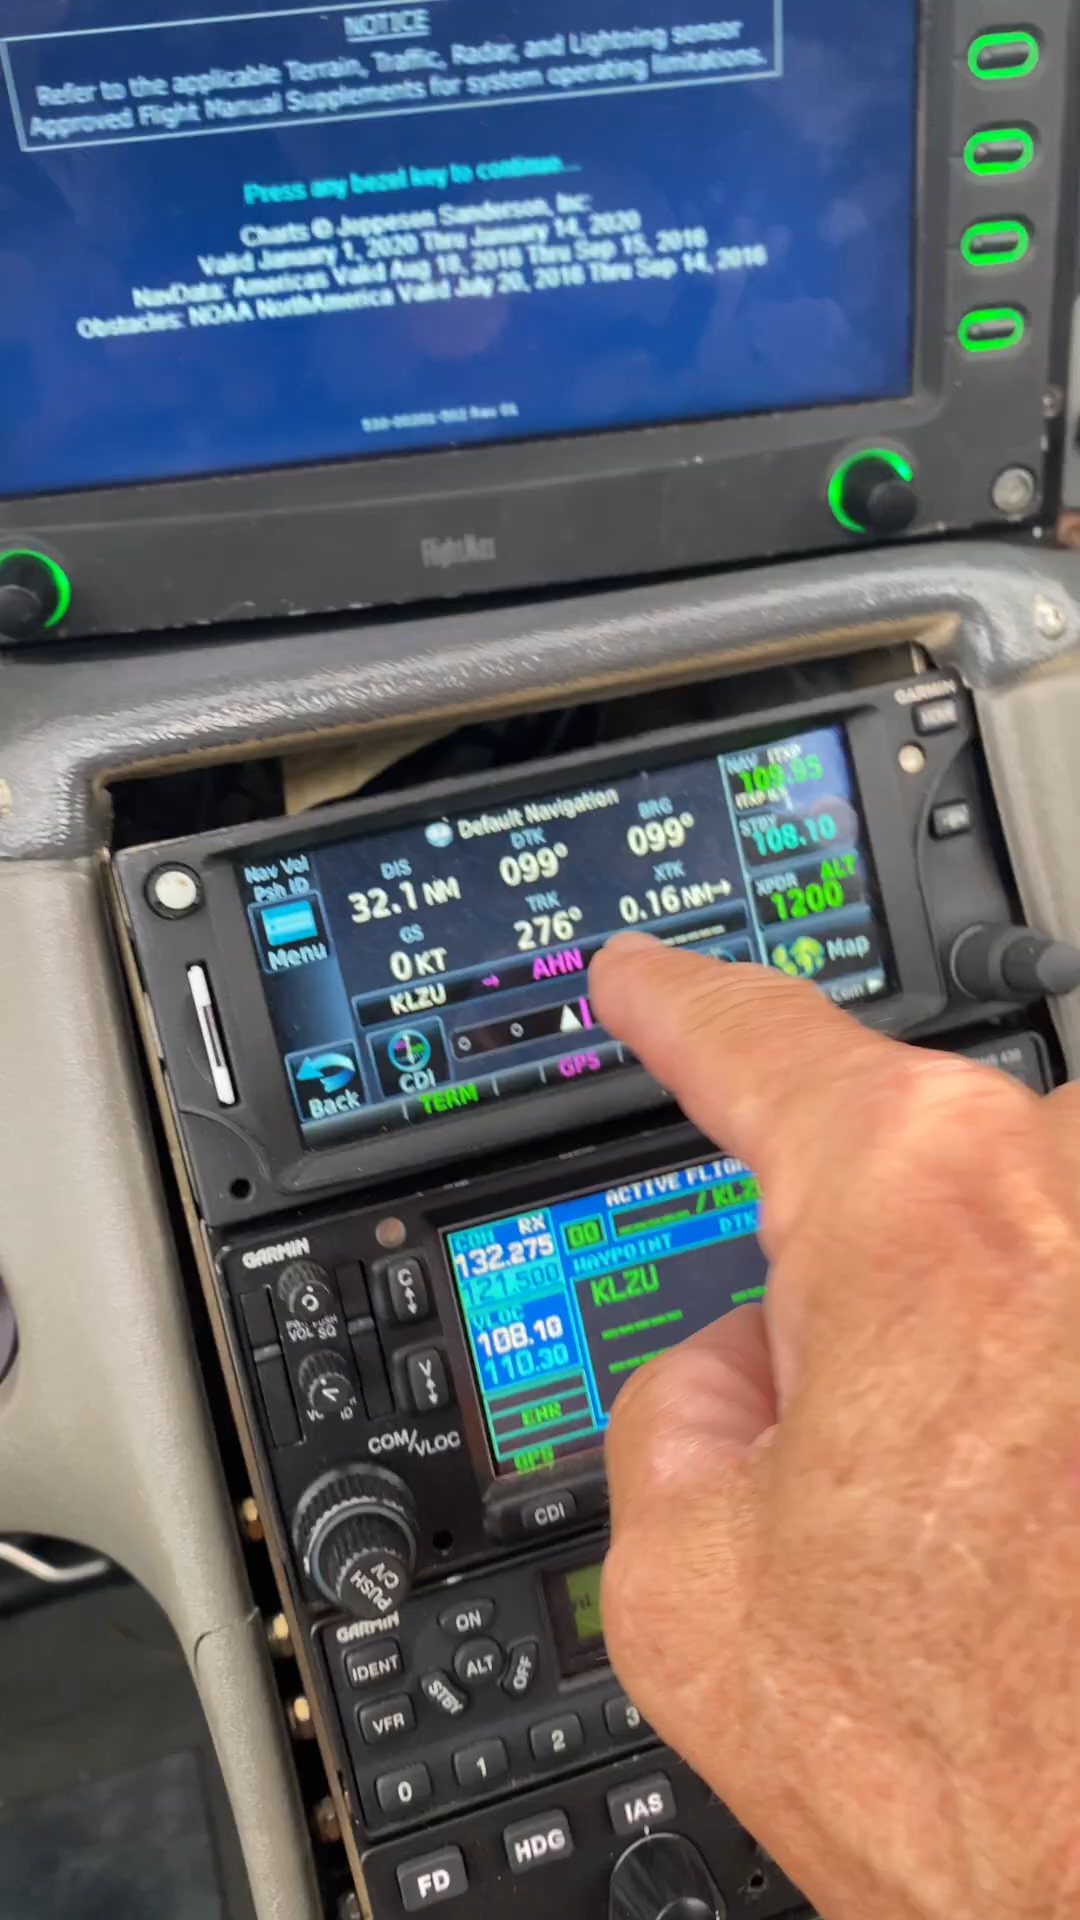 NOTICE
Refer to the applicable Terrain, Traffic, Radar, and Lightning sensor
Approved Flight Manual Supplements for system operating limitations.
Press any bezel key to continue...
Charts © Jeppesen Sanderson, Inc.
Valid January 1, 2020 Thru January 14, 2020
NavData: Americas Valid Aug 18, 2016 Thru Sep 15, 2016
Obstacles: NOAA NorthAmerica Valid July 20, 2016 Thru Sep 14, 2016
FlightMax
GARMIN
Nav Vol
Psh ID
Menu
Back
Default Navigation
DIS
32.1 NM
DTK
099°
BRG
099°
GS
0 KT
TRK
276°
XTK
0.16 NM
KLZU
AHN
CDI
TERM
GPS
NAV ITXP
109.95
STBY
108.10
XPDR ALT
1200
Map
Com
GARMIN
VOL SQ
C
V
COM/VLOC
PUSH
C/V
COM RX
132.275
121.500
VLOC
108.10
110.30
ENR
GPS
ACTIVE
00
/ KLZ
WAYPOINT
DTK
KLZU
CDI
GARMIN
IDENT
VFR
ON
ALT
STBY
OFF
0
1
2
3
FD
HDG
IAS